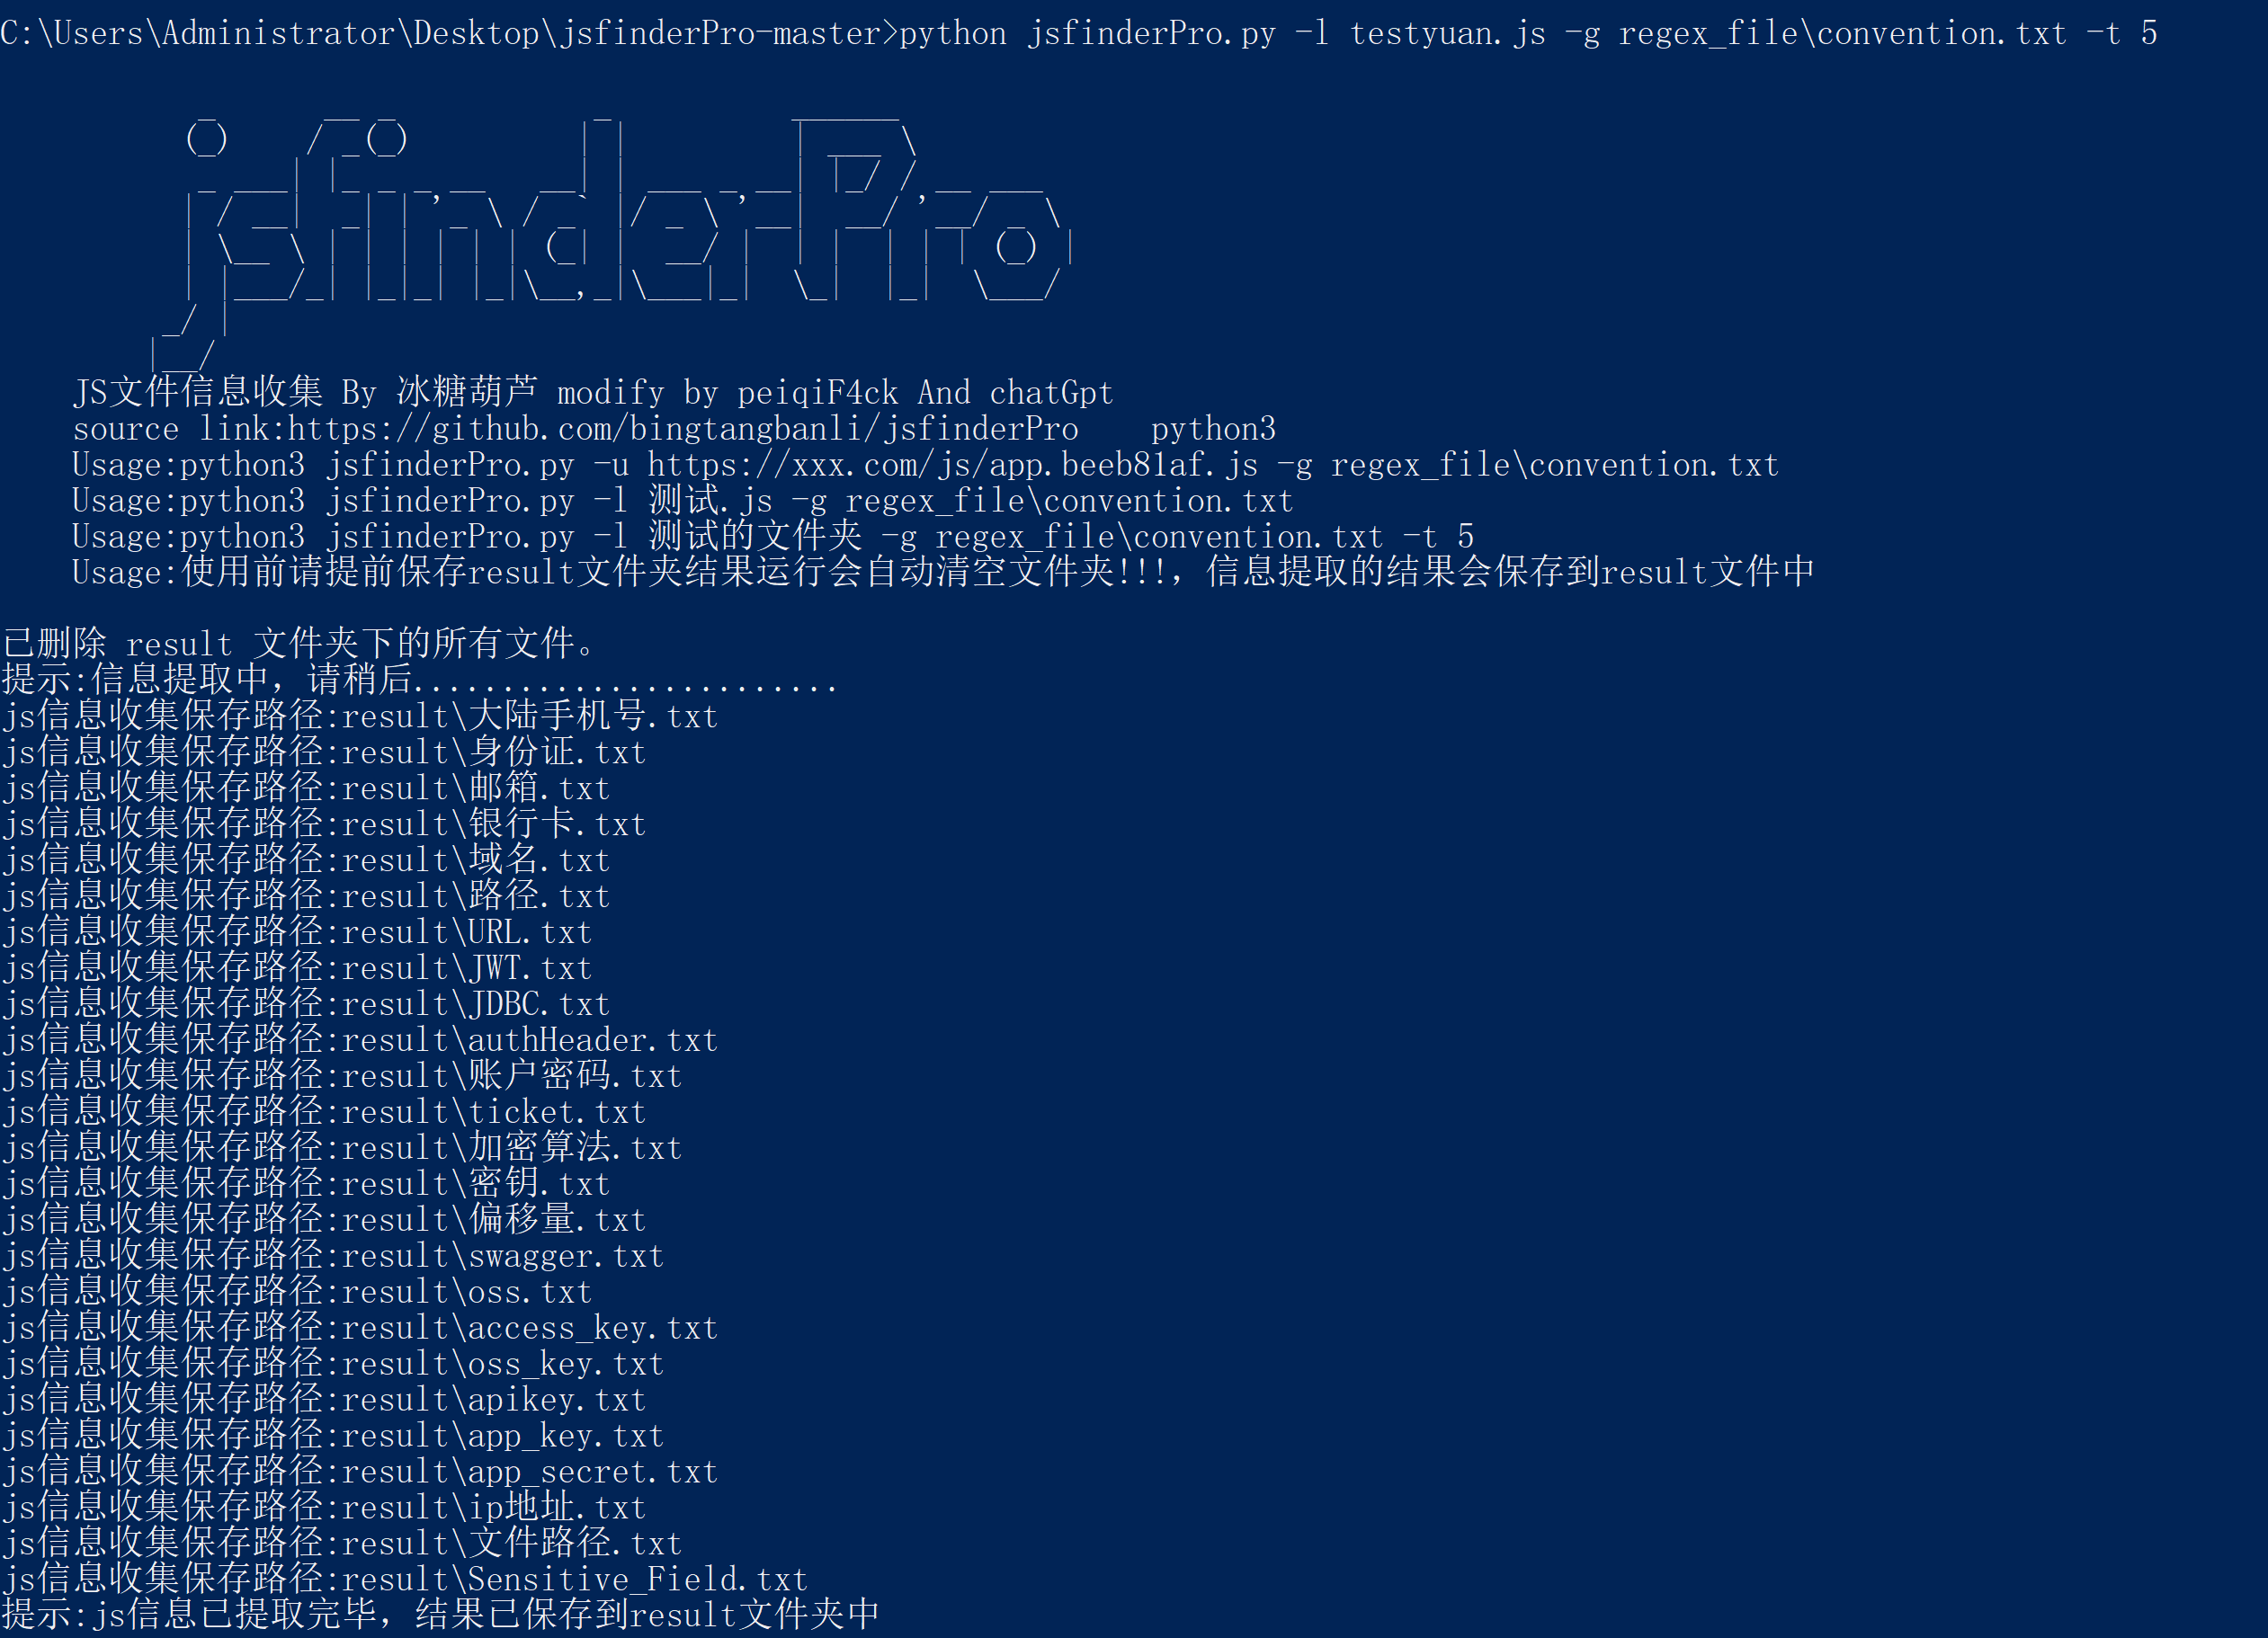 C:\Users\Administrator\Desktop\jsfinderPro-master>python jsfinderPro.py -l testyuan.js -g regex_file\convention.txt -t 5
jsfinderPro
JS文件信息收集 By 冰糖葫芦 modify by peiqiF4ck And chatGpt
source link:https://github.com/bingtangbanli/jsfinderPro    python3
Usage:python3 jsfinderPro.py -u https://xxx.com/js/app.beeb81af.js -g regex_file\convention.txt
Usage:python3 jsfinderPro.py -l 测试.js -g regex_file\convention.txt
Usage:python3 jsfinderPro.py -l 测试的文件夹 -g regex_file\convention.txt -t 5
Usage:使用前请提前保存result文件夹结果运行会自动清空文件夹!!!，信息提取的结果会保存到result文件中
已删除 result 文件夹下的所有文件。
提示:信息提取中，请稍后........................
js信息收集保存路径:result\大陆手机号.txt
js信息收集保存路径:result\身份证.txt
js信息收集保存路径:result\邮箱.txt
js信息收集保存路径:result\银行卡.txt
js信息收集保存路径:result\域名.txt
js信息收集保存路径:result\路径.txt
js信息收集保存路径:result\URL.txt
js信息收集保存路径:result\JWT.txt
js信息收集保存路径:result\JDBC.txt
js信息收集保存路径:result\authHeader.txt
js信息收集保存路径:result\账户密码.txt
js信息收集保存路径:result\ticket.txt
js信息收集保存路径:result\加密算法.txt
js信息收集保存路径:result\密钥.txt
js信息收集保存路径:result\偏移量.txt
js信息收集保存路径:result\swagger.txt
js信息收集保存路径:result\oss.txt
js信息收集保存路径:result\access_key.txt
js信息收集保存路径:result\oss_key.txt
js信息收集保存路径:result\apikey.txt
js信息收集保存路径:result\app_key.txt
js信息收集保存路径:result\app_secret.txt
js信息收集保存路径:result\ip地址.txt
js信息收集保存路径:result\文件路径.txt
js信息收集保存路径:result\Sensitive_Field.txt
提示:js信息已提取完毕，结果已保存到result文件夹中